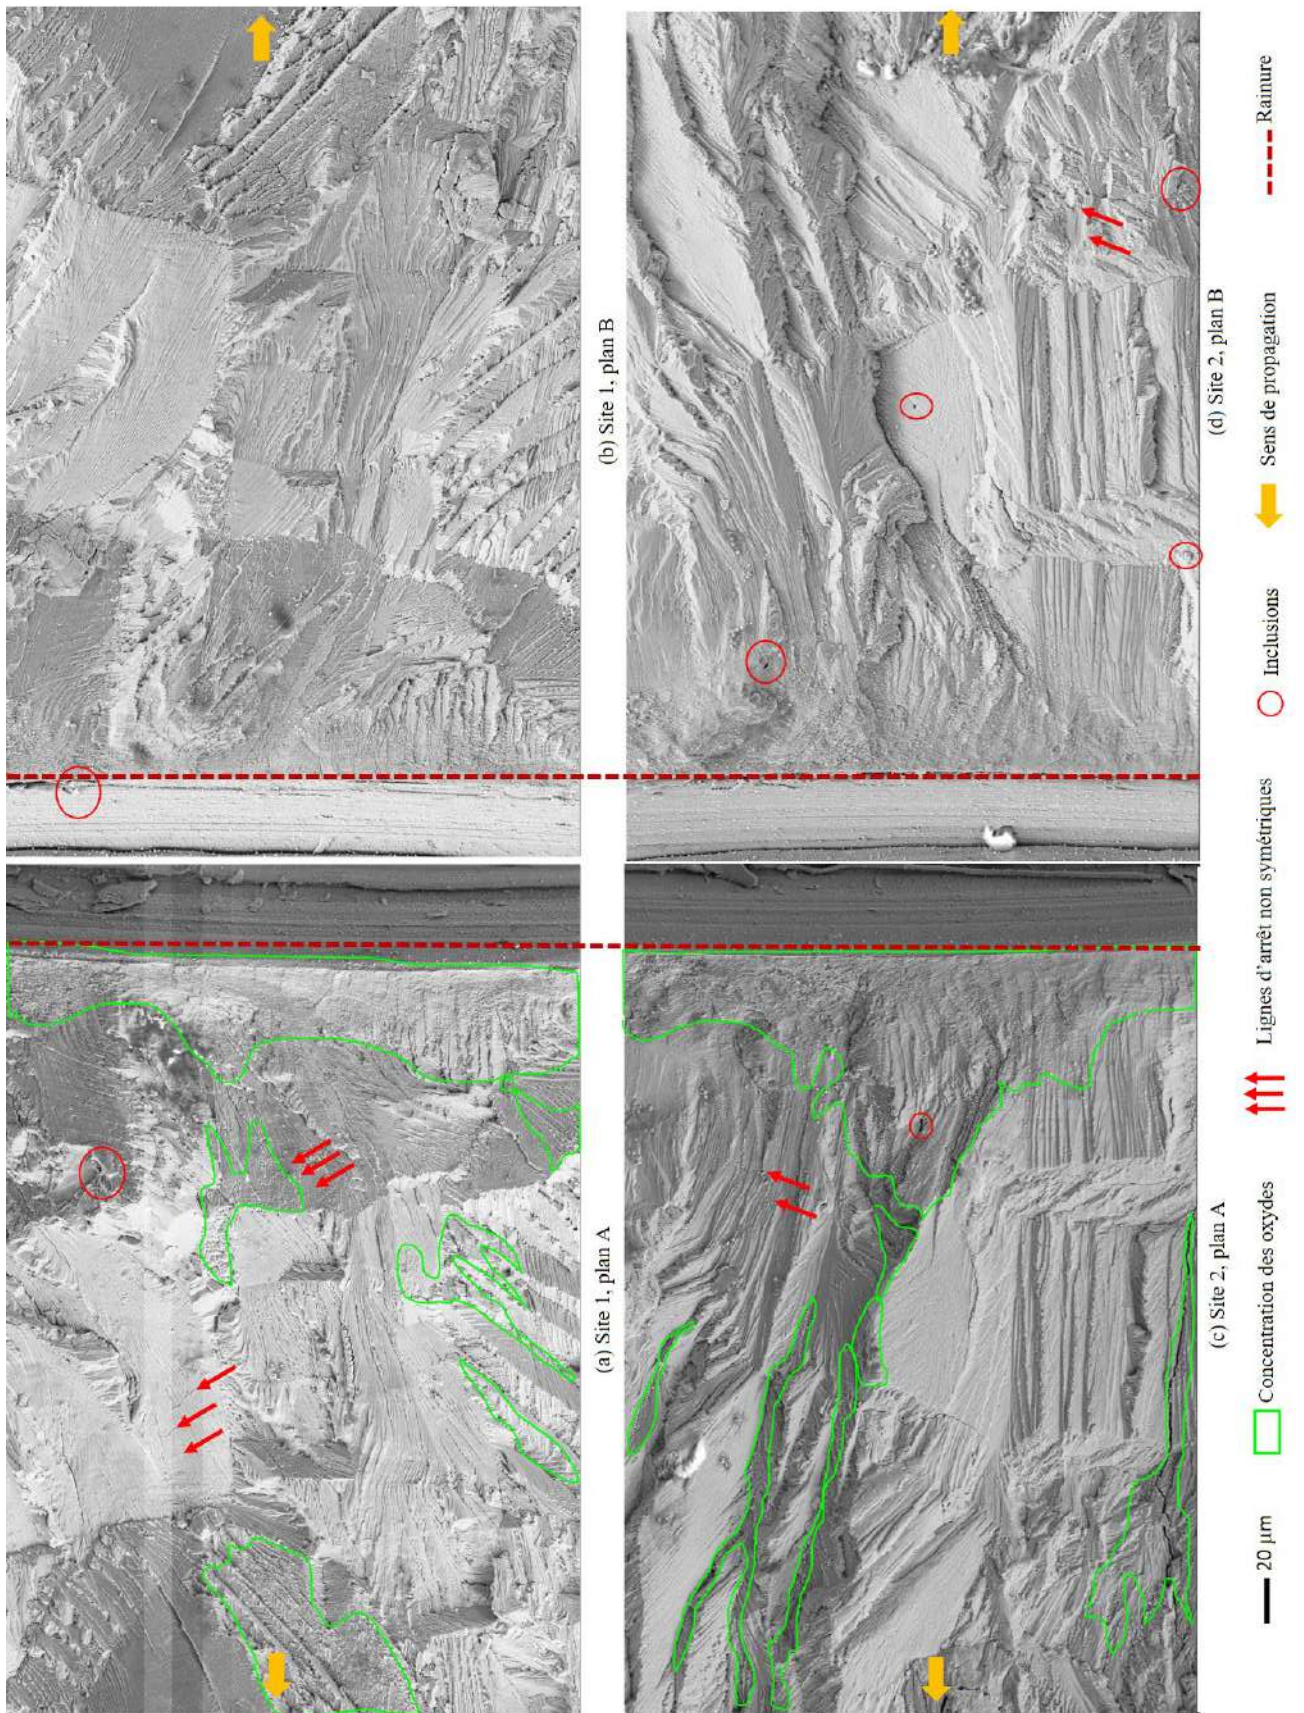 (a) Site 1, plan A
(b) Site 1, plan B
(c) Site 2, plan A
(d) Site 2, plan B
20 μm
Concentration des oxydes
Lignes d'arrêt non symétriques
Inclusions
Sens de propagation
Rainure